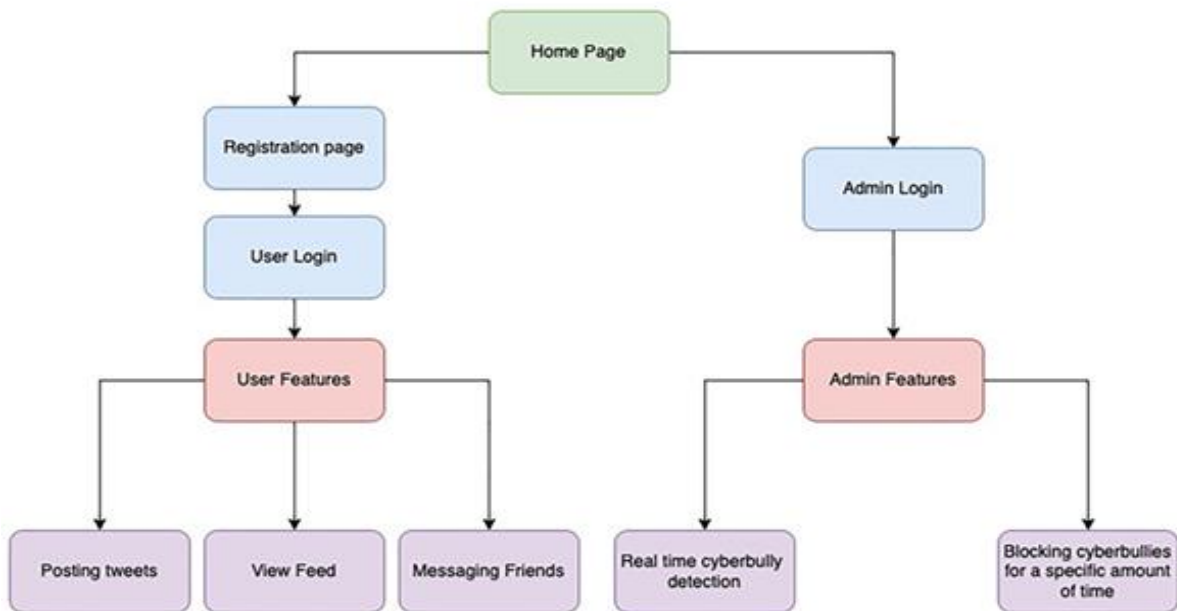 Home Page
Registration page
Admin Login
User Login
User Features
Admin Features
Posting tweets
View Feed
Messaging Friends
Real time cyberbully
detection
Blocking cyberbullies
for a specific amount
of time